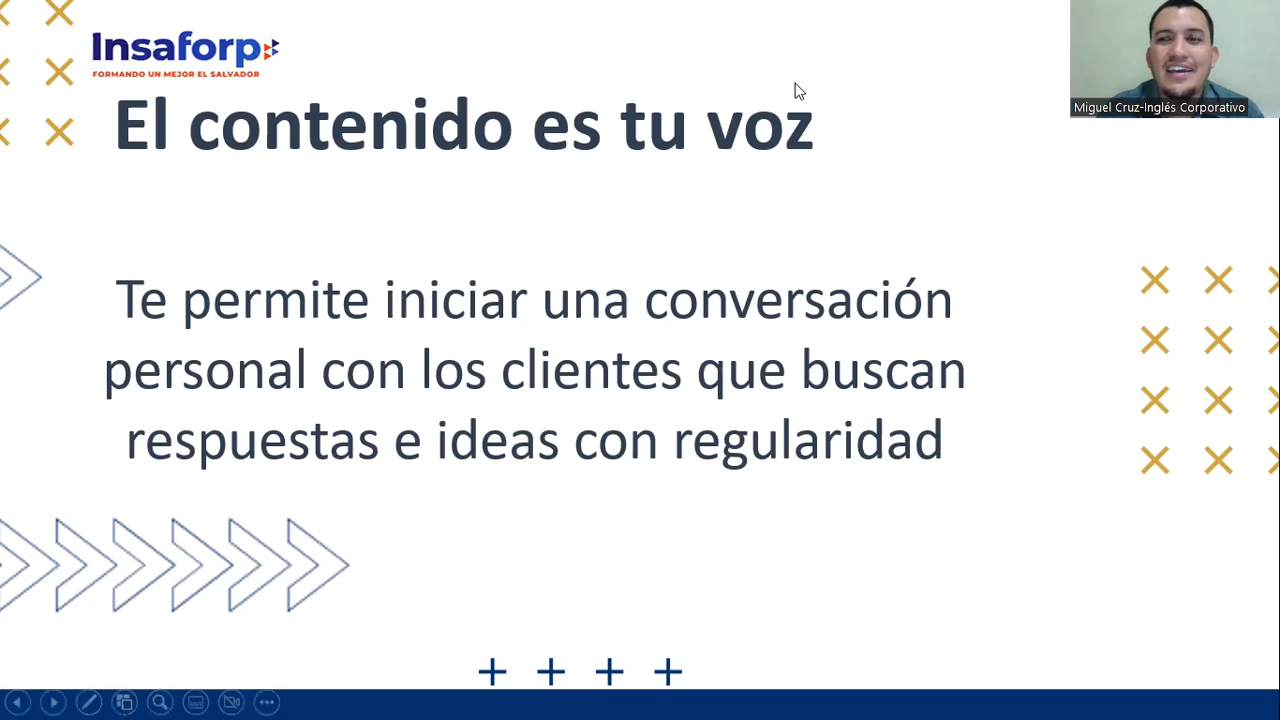 Insaforp
FORMANDO UN MEJOR EL SALVADOR
El contenido es tu voz
Miguel Cruz-Inglés Corporativo
Te permite iniciar una conversación
personal con los clientes que buscan
respuestas e ideas con regularidad